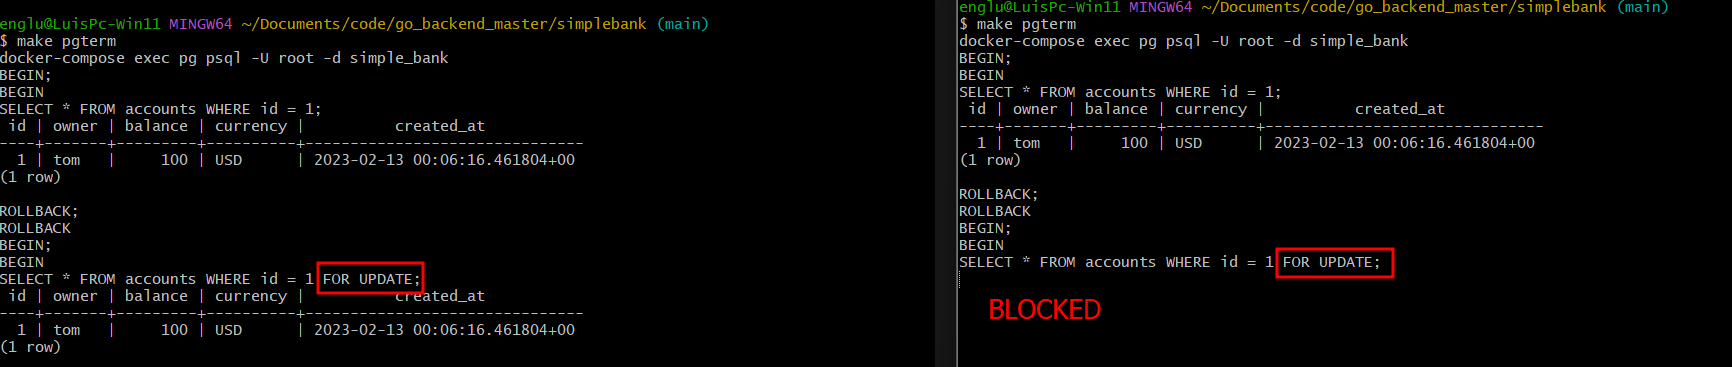 englu@LuisPc-Win11 MINGW64 ~/Documents/code/go_backend_master/simplebank (main)
$ make pgterm
docker-compose exec pg psql -U root -d simple_bank
BEGIN;
BEGIN
SELECT * FROM accounts WHERE id = 1;
 id | owner | balance | currency |          created_at
----+-------+---------+----------+-------------------------------
  1 | tom   |     100 | USD      | 2023-02-13 00:06:16.461804+00
(1 row)

ROLLBACK;
ROLLBACK
BEGIN;
BEGIN
SELECT * FROM accounts WHERE id = 1 FOR UPDATE;
 id | owner | balance | currency |          created_at
----+-------+---------+----------+-------------------------------
  1 | tom   |     100 | USD      | 2023-02-13 00:06:16.461804+00
(1 row)
englu@LuisPc-Win11 MINGW64 ~/Documents/code/go_backend_master/simplebank (main)
$ make pgterm
docker-compose exec pg psql -U root -d simple_bank
BEGIN;
BEGIN
SELECT * FROM accounts WHERE id = 1;
 id | owner | balance | currency |          created_at
----+-------+---------+----------+-------------------------------
  1 | tom   |     100 | USD      | 2023-02-13 00:06:16.461804+00
(1 row)

ROLLBACK;
ROLLBACK
BEGIN;
BEGIN
SELECT * FROM accounts WHERE id = 1 FOR UPDATE;
BLOCKED